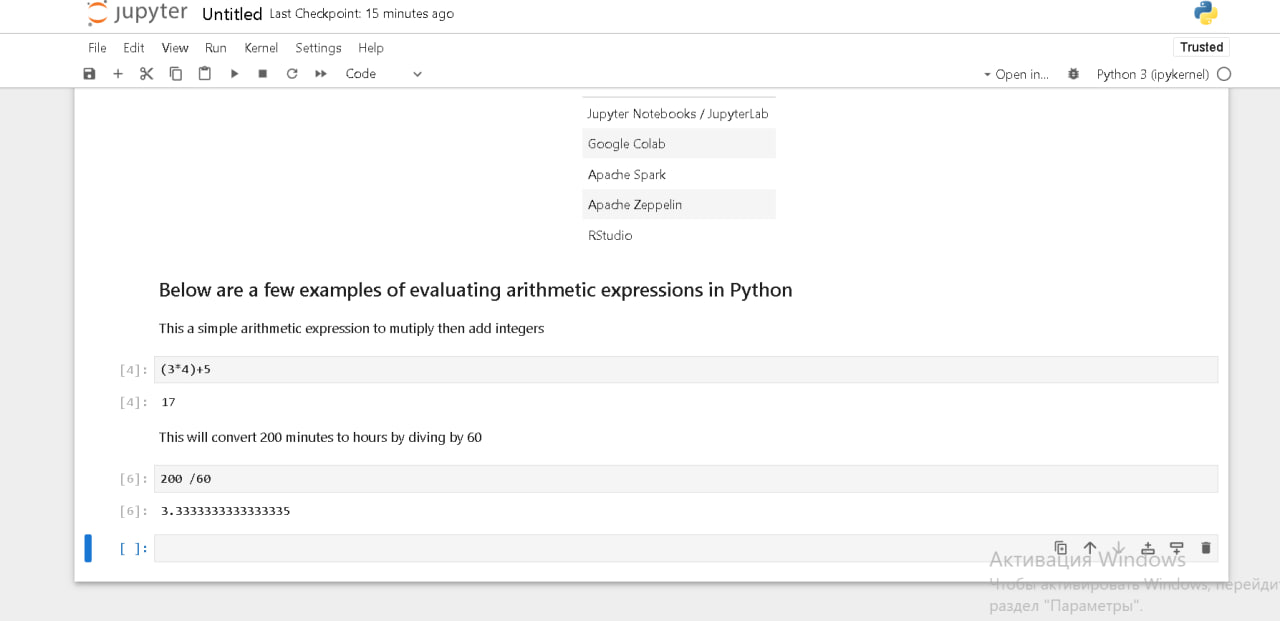 jupyter Untitled Last Checkpoint: 15 minutes ago
File Edit View Run Kernel Settings Help Trusted
Code Open in... Python 3 (ipykernel)
Jupyter Notebooks / JupyterLab
Google Colab
Apache Spark
Apache Zeppelin
RStudio
Below are a few examples of evaluating arithmetic expressions in Python
This a simple arithmetic expression to mutiply then add integers
[4]: (3*4)+5
[4]: 17
This will convert 200 minutes to hours by diving by 60
[6]: 200 /60
[6]: 3.3333333333333335
[ ]:
Активация Windows
Чтобы активировать Windows, перейди
раздел "Параметры".